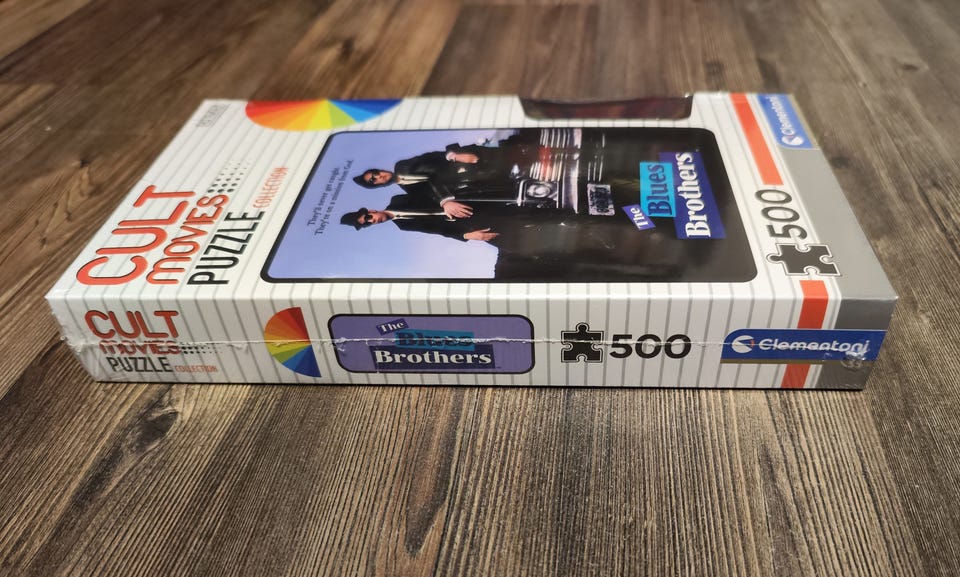 CULT
MOVIES
PUZZLE
COLLECTION
They'll never get caught.
They're on a mission from God.
The
Blues
Brothers
500
Clementoni
CULT
MOVIES
PUZZLE COLLECTION
The
Blues
Brothers
500
Clementoni